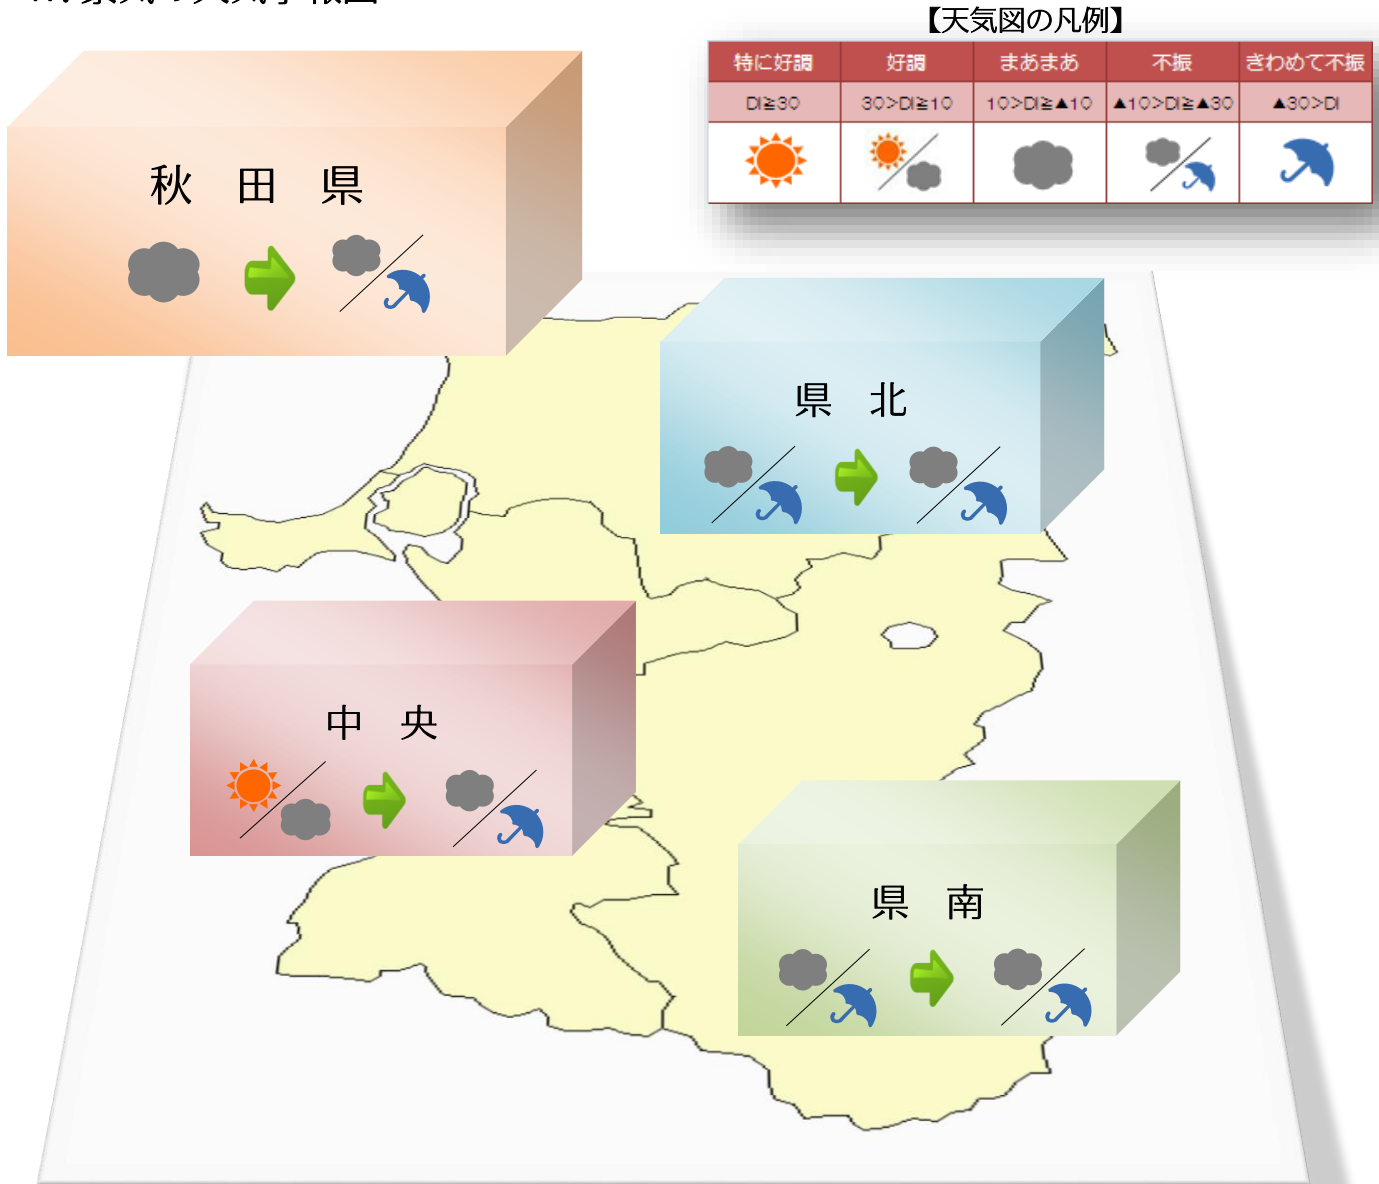 【天気図の凡例】
特に好調 好調 まあまあ 不振 きわめて不振
DI≧30 30>DI≧10 10>DI≧▲10 ▲10>DI≧▲30 ▲30>DI
秋 田 県
県 北
中 央
県 南